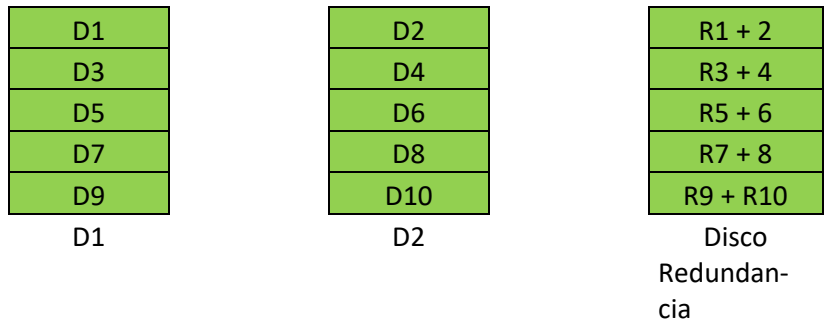 D1 D2 R1 + 2
D3 D4 R3 + 4
D5 D6 R5 + 6
D7 D8 R7 + 8
D9 D10 R9 + R10
D1 D2 Disco
Redundan-
cia